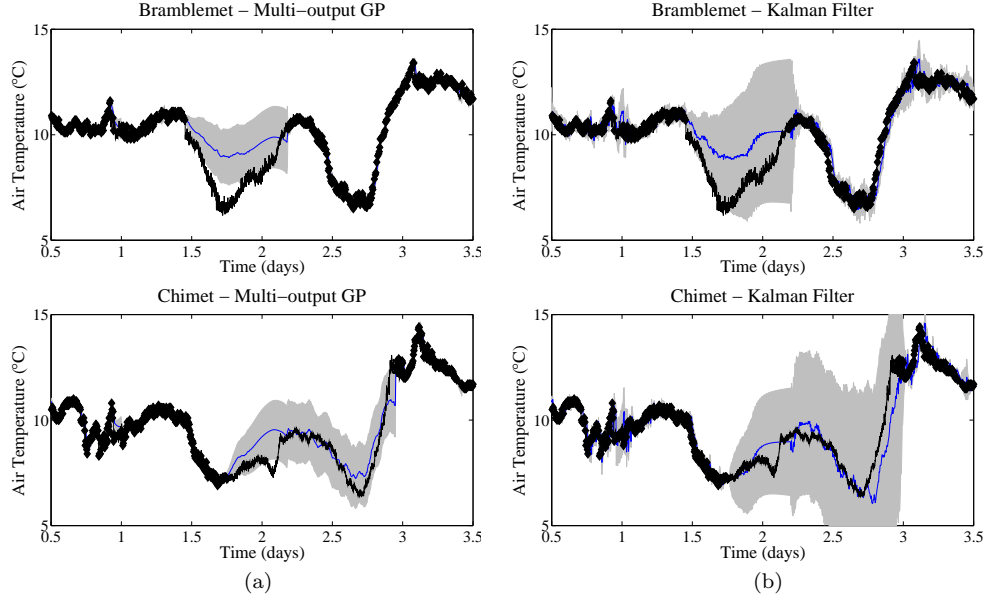 Bramblemet − Multi−output GP
Air Temperature (°C)
15
10
5
0.5 1 1.5 2 2.5 3 3.5
Time (days)
Bramblemet − Kalman Filter
Air Temperature (°C)
15
10
5
0.5 1 1.5 2 2.5 3 3.5
Time (days)
Chimet − Multi−output GP
Air Temperature (°C)
15
10
5
0.5 1 1.5 2 2.5 3 3.5
Time (days)
Chimet − Kalman Filter
Air Temperature (°C)
15
10
5
0.5 1 1.5 2 2.5 3 3.5
Time (days)
(a)
(b)